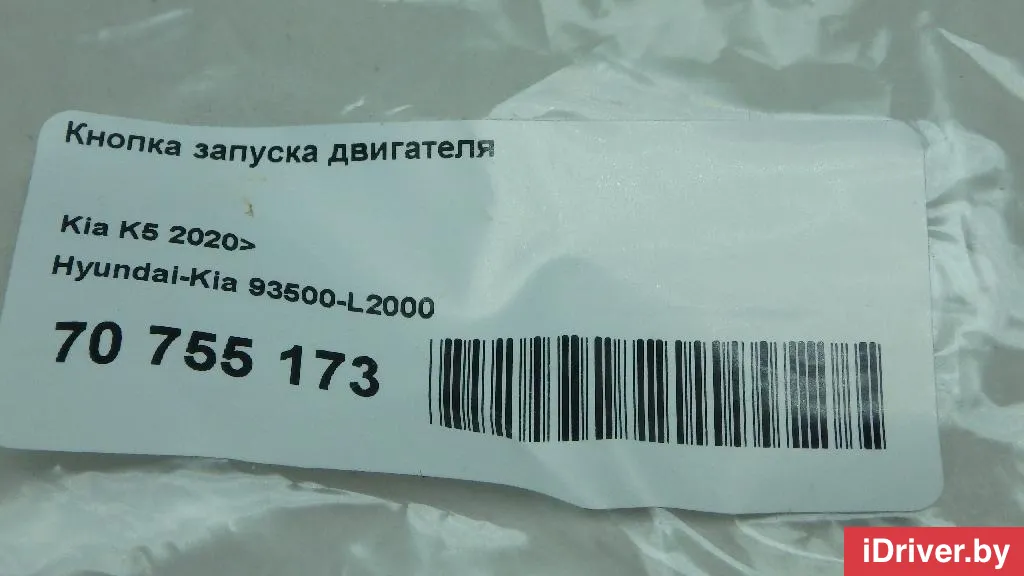 Кнопка запуска двигателя
Kia K5 2020>
Hyundai-Kia 93500-L2000
70 755 173
iDriver.by